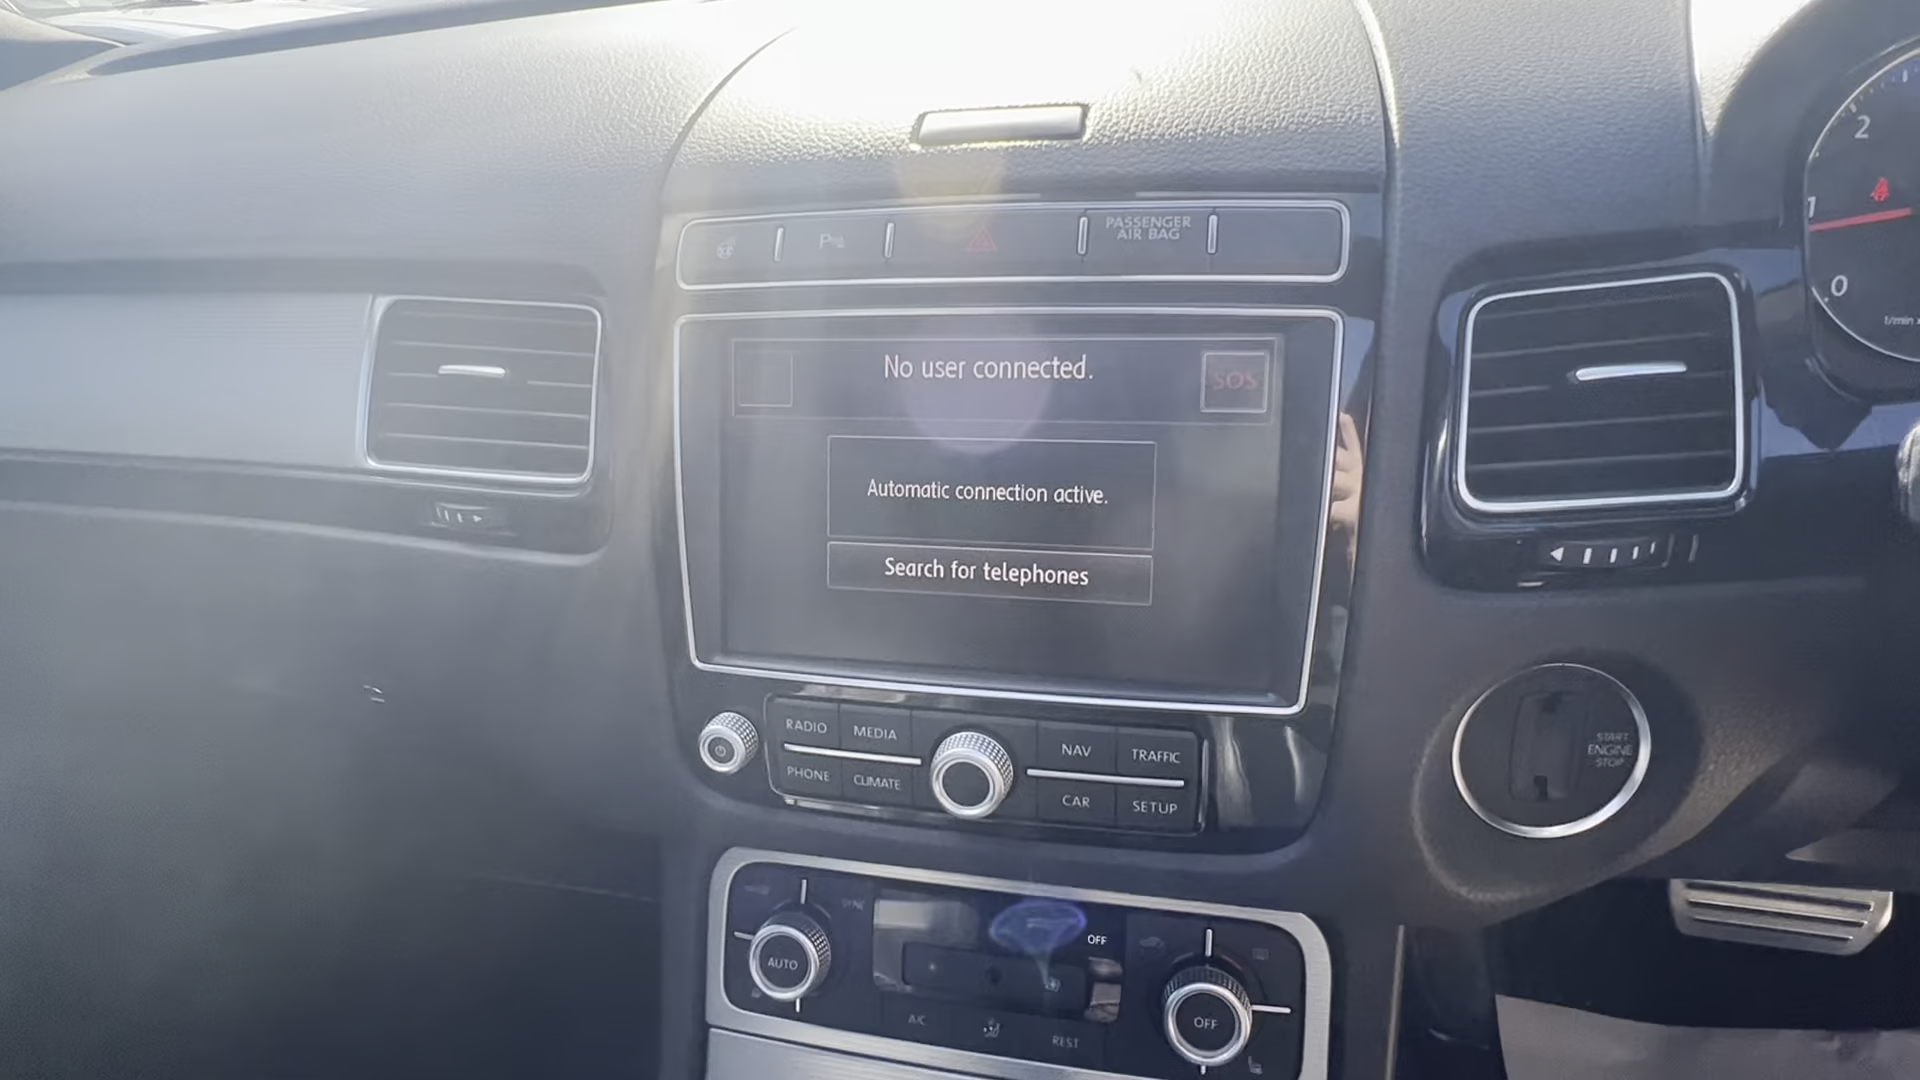 PASSENGER
AIR BAG
2
1
0
No user connected.
SOS
Automatic connection active.
Search for telephones
RADIO
MEDIA
NAV
TRAFFIC
PHONE
CLIMATE
CAR
SETUP
START
ENGINE
STOP
SYNC
OFF
AUTO
OFF
A/C
REST